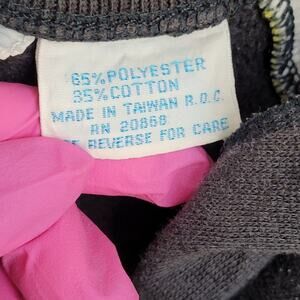 65% POLYESTER
35% COTTON
MADE IN TAIWAN R.O.C.
RN 20868
REVERSE FOR CARE